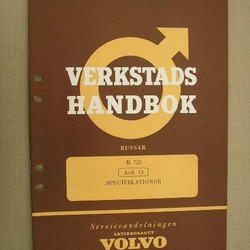 VERKSTADS
HANDBOK
BUSSAR
B 725
Avd. 13
SPECIFIKATIONER
Serviceavdelningen
AKTIEBOLAGET
VOLVO